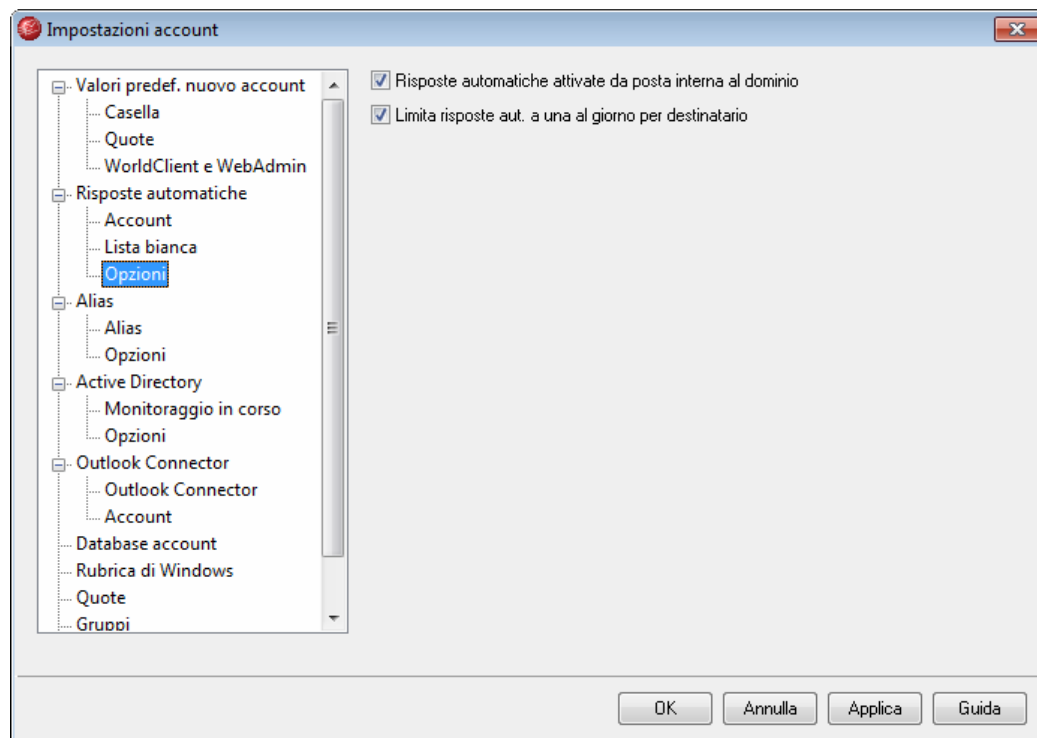 Impostazioni account
Valori predef. nuovo account
Casella
Quote
WorldClient e WebAdmin
Risposte automatiche
Account
Lista bianca
Opzioni
Alias
Alias
Opzioni
Active Directory
Monitoraggio in corso
Opzioni
Outlook Connector
Outlook Connector
Account
Database account
Rubrica di Windows
Quote
Gruppi
Risposte automatiche attivate da posta interna al dominio
Limita risposte aut. a una al giorno per destinatario
OK Annulla Applica Guida